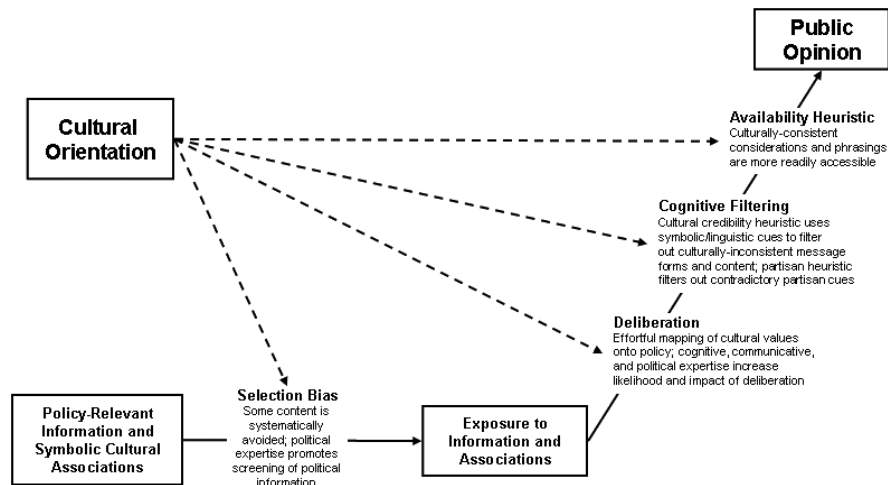 Public
Opinion
Cultural
Orientation
Availability Heuristic
Culturally-consistent
considerations and phrasings
are more readily accessible
Cognitive Filtering
Cultural credibility heuristic uses
symbolic/linguistic cues to filter
out culturally-inconsistent message
forms and content; partisan heuristic
filters out contradictory partisan cues
Deliberation
Effortful mapping of cultural values
onto policy; cognitive, communicative,
and political expertise increase
likelihood and impact of deliberation
Policy-Relevant
Information and
Symbolic Cultural
Associations
Selection Bias
Some content is
systematically
avoided; political
expertise promotes
screening of political
information
Exposure to
Information and
Associations